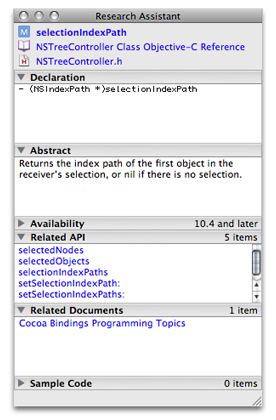 Research Assistant
M selectionIndexPath
NSTreeController Class Objective-C Reference
h NSTreeController.h
Declaration
- (NSIndexPath *)selectionIndexPath
Abstract
Returns the index path of the first object in the
receiver's selection, or nil if there is no selection.
Availability 10.4 and later
Related API 5 items
selectedNodes
selectedObjects
selectionIndexPaths
setSelectionIndexPath:
setSelectionIndexPaths:
Related Documents 1 item
Cocoa Bindings Programming Topics
Sample Code 0 items